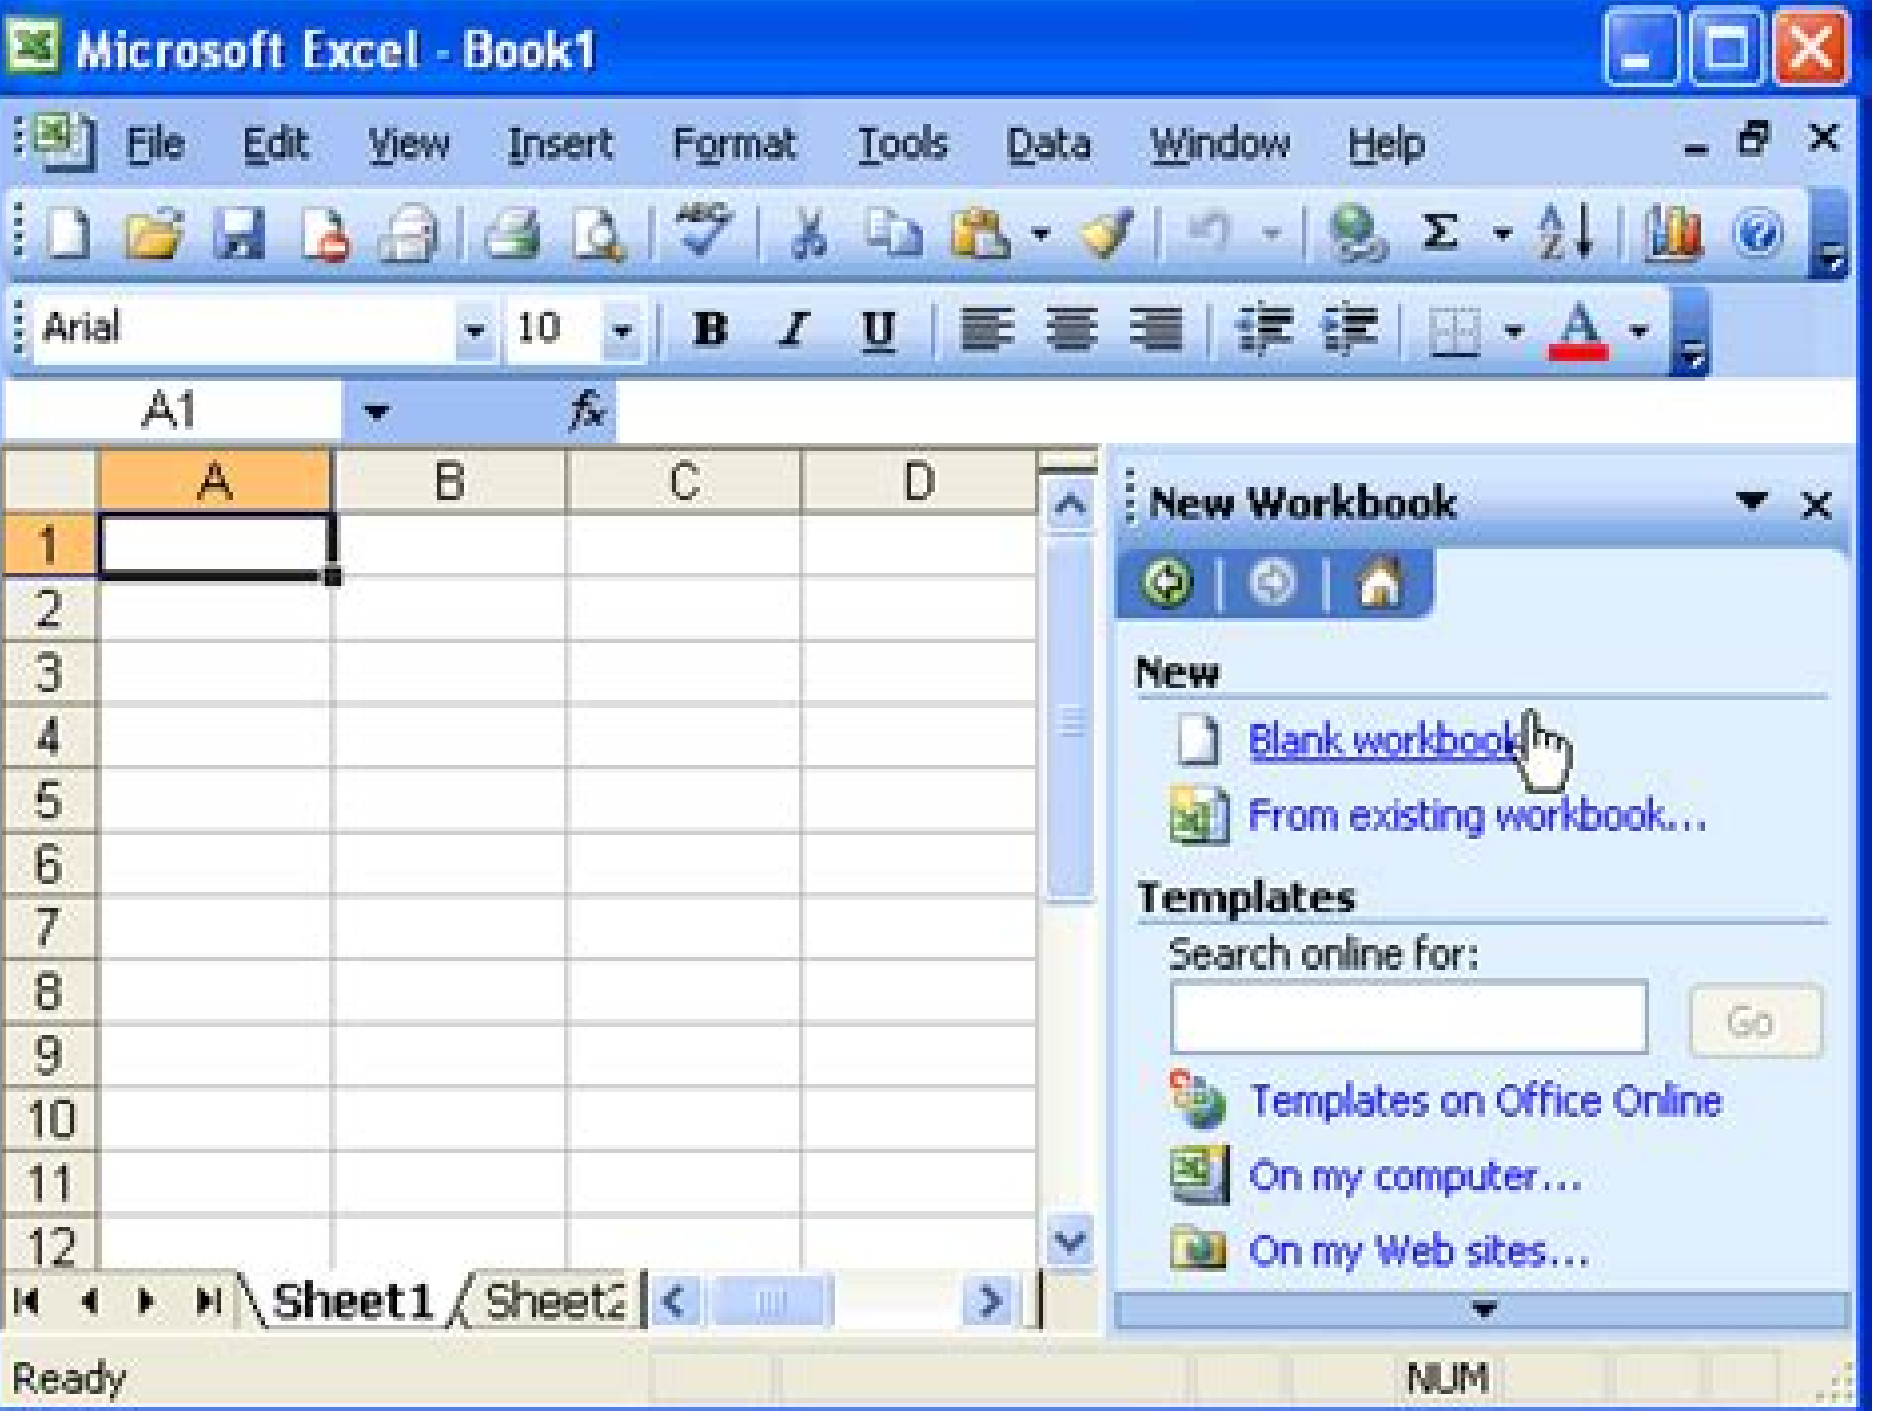 Microsoft Excel - Book1
File Edit View Insert Format Tools Data Window Help
ABC Σ A Z
Arial 10 B I U A
A1 fx
A B C D
New Workbook
1
2
3
4
5
6
7
8
9
10
11
12
New
Blank workbook
From existing workbook...
Templates
Search online for:
Go
Templates on Office Online
On my computer...
On my Web sites...
Sheet1 Sheet2
Ready NUM